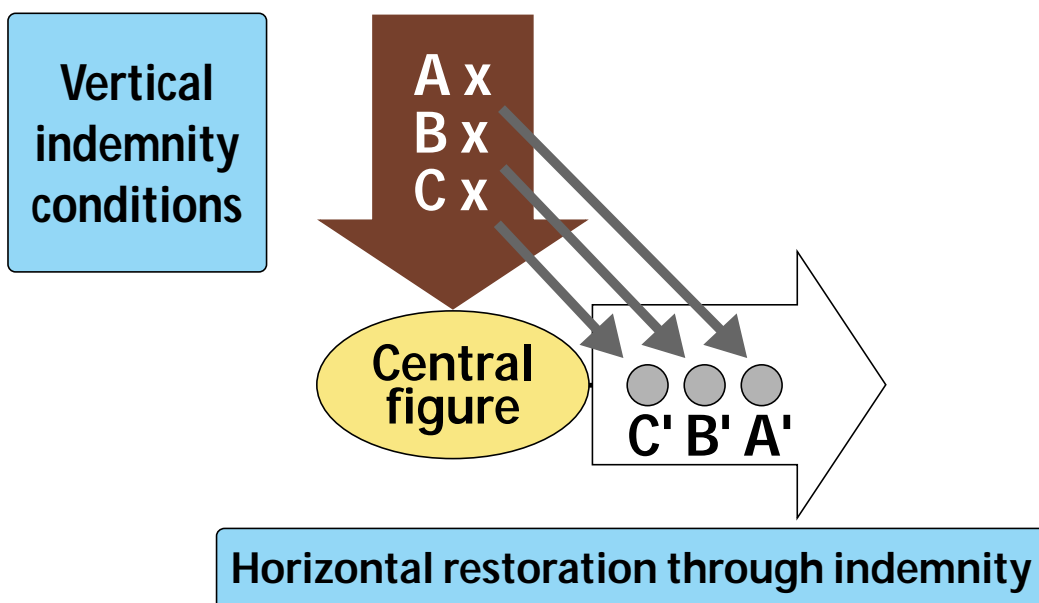 Vertical
indemnity
conditions
A x
B x
C x
Central
figure
C' B' A'
Horizontal restoration through indemnity